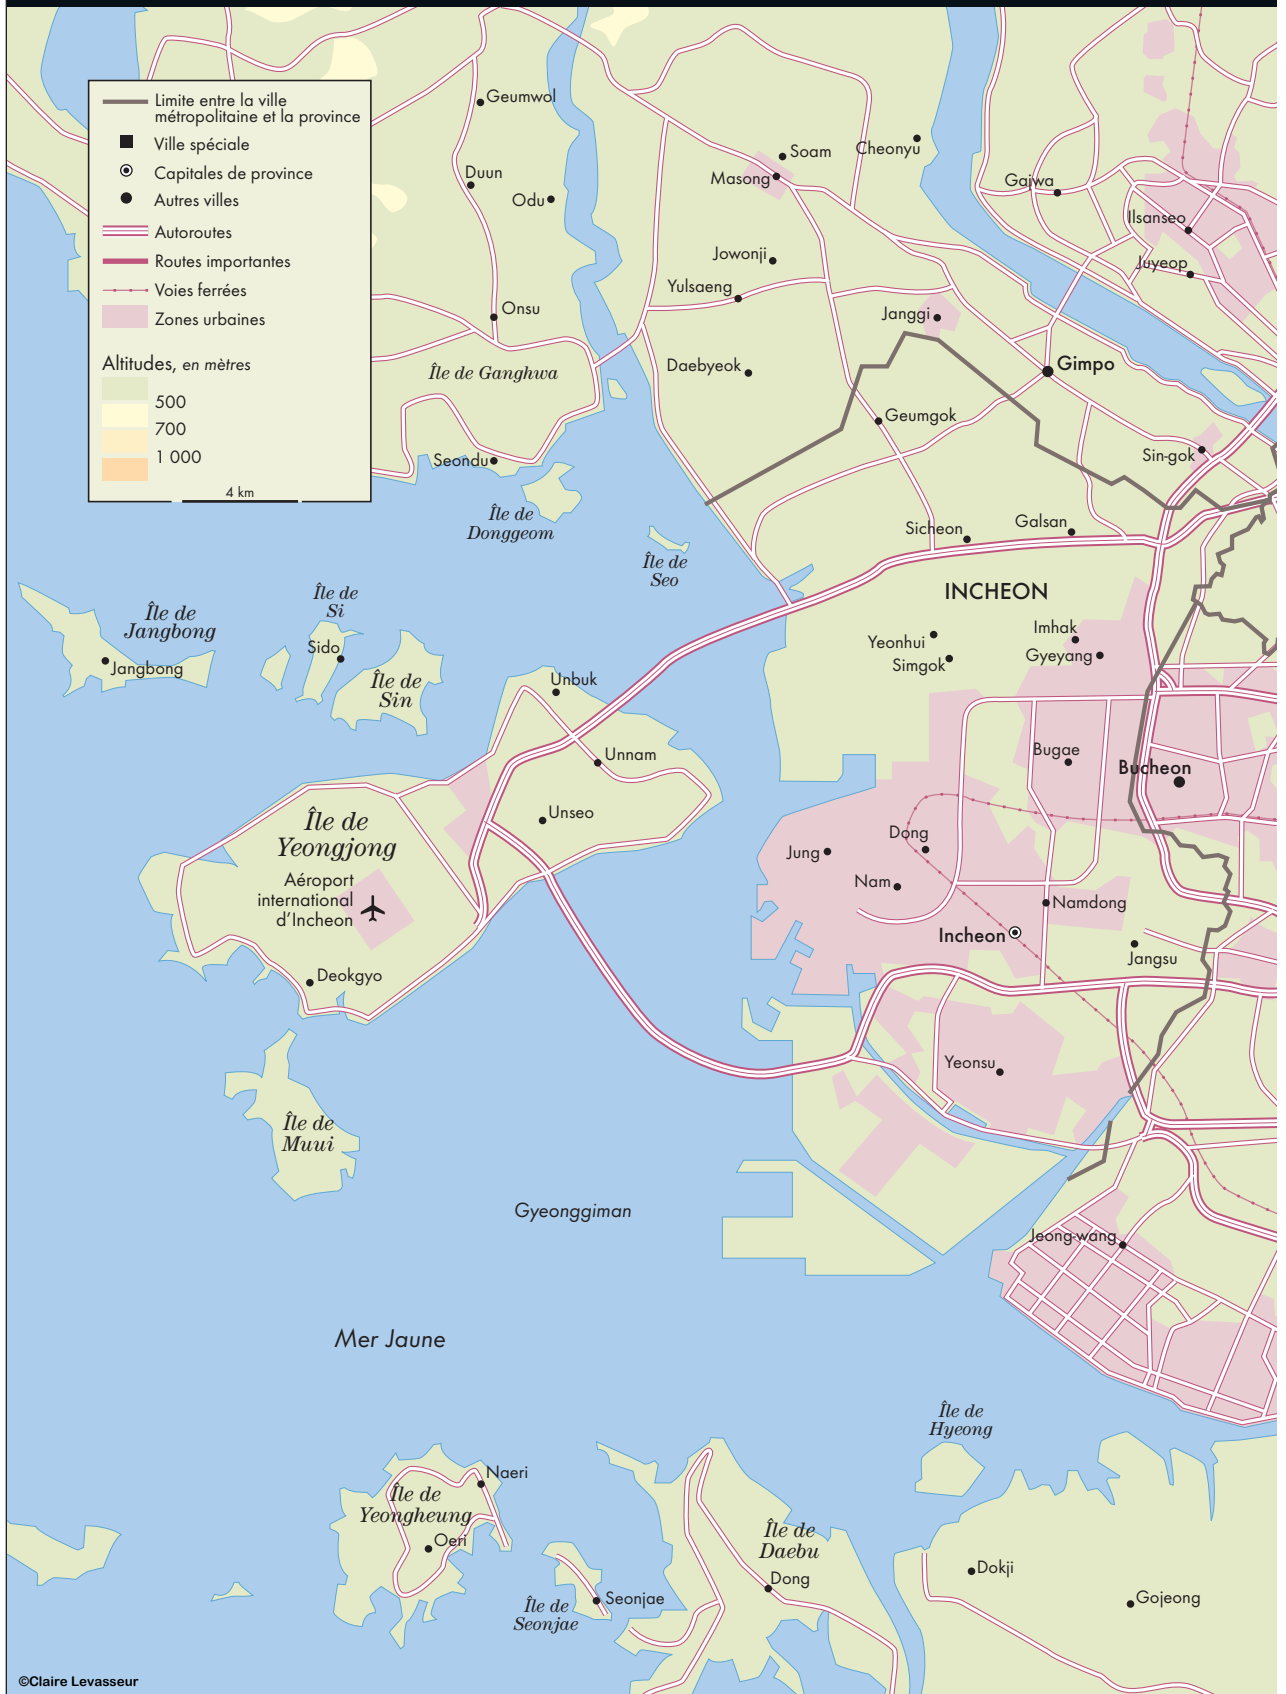 Limite entre la ville
métropolitaine et la province
Ville spéciale
Capitales de province
Autres villes
Autoroutes
Routes importantes
Voies ferrées
Zones urbaines
Altitudes, en mètres
500
700
1 000
4 km
Geumwol
Duun
Odu
Onsu
Île de Ganghwa
Seondu
Île de
Donggeom
Soam
Masong
Cheonyu
Jowonji
Yulsaeng
Janggi
Daebyeok
Geumgok
Gajwa
Ilsanseo
Juyeop
Gimpo
Sin-gok
Île de
Seo
Sicheon
Galsan
INCHEON
Île de
Jangbong
Jangbong
Île de
Si
Sido
Île de
Sin
Unbuk
Unnam
Unseo
Île de
Yeongjong
Aéroport
international
d'Incheon
Deokgyo
Île de
Muui
Yeonhui
Simgok
Imhak
Gyeyang
Bugae
Bucheon
Jung
Dong
Nam
Namdong
Incheon
Jangsu
Yeonsu
Gyeonggiman
Jeong-wang
Mer Jaune
Île de
Hyeong
Naeri
Île de
Yeongheung
Oeri
Île de
Seonjae
Seonjae
Île de
Daebu
Dong
Dokji
Gojeong
©Claire Levasseur